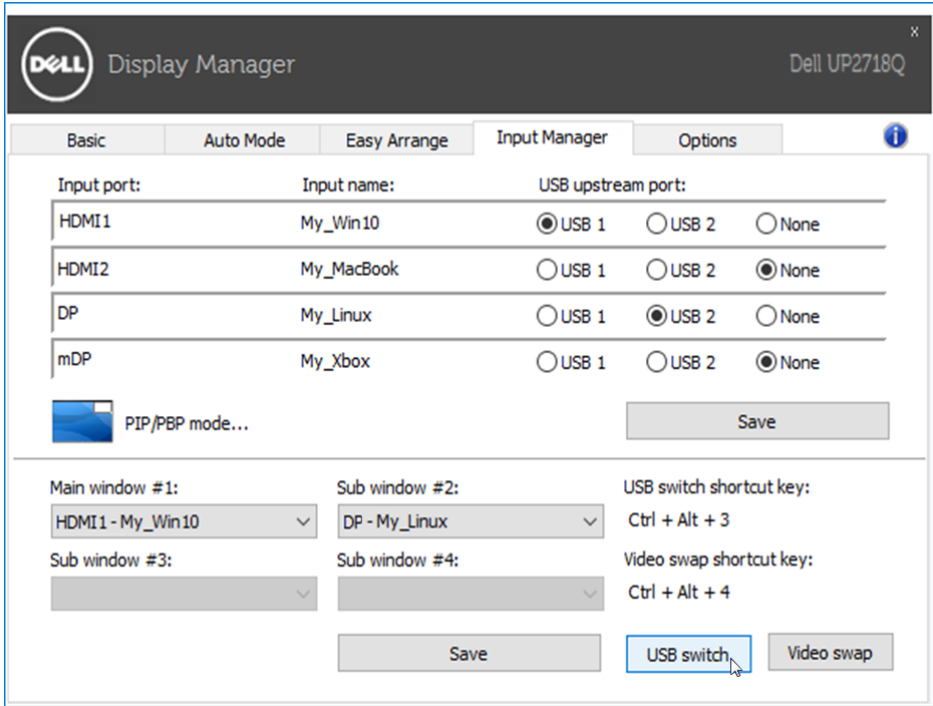 DELL Display Manager Dell UP2718Q X
Basic Auto Mode Easy Arrange Input Manager Options i
Input port: Input name: USB upstream port:
HDMI1 My_Win10 USB 1 USB 2 None
HDMI2 My_MacBook USB 1 USB 2 None
DP My_Linux USB 1 USB 2 None
mDP My_Xbox USB 1 USB 2 None
PIP/PBP mode... Save
Main window #1: Sub window #2: USB switch shortcut key:
HDMI1 - My_Win10 DP - My_Linux Ctrl + Alt + 3
Sub window #3: Sub window #4: Video swap shortcut key:
Ctrl + Alt + 4
Save USB switch Video swap